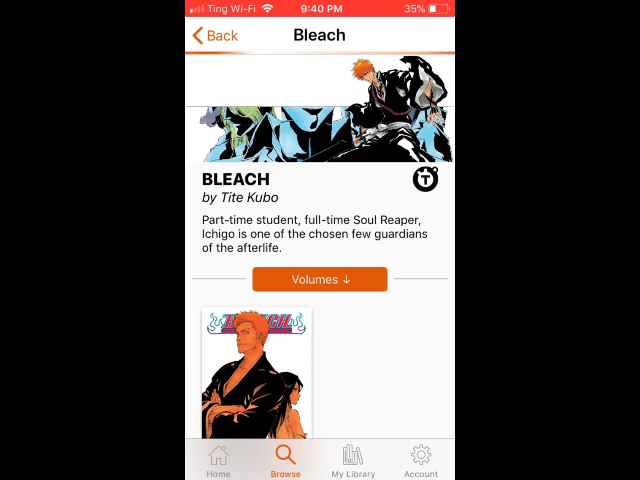 Ting Wi-Fi 9:40 PM 35%
Back Bleach
BLEACH
T
by Tite Kubo
Part-time student, full-time Soul Reaper,
Ichigo is one of the chosen few guardians
of the afterlife.
Volumes ↓
BLEACH
Home Browse My Library Account